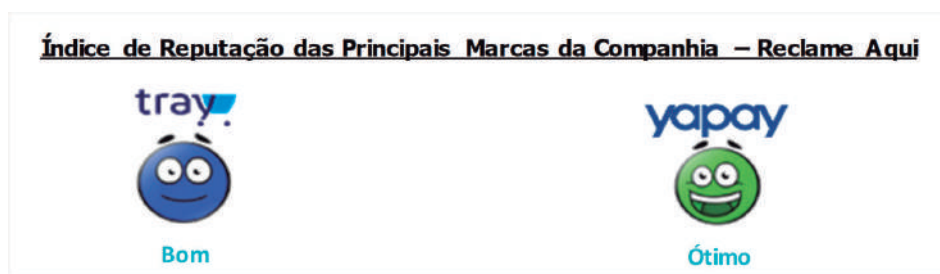 Índice de Reputação das Principais Marcas da Companhia – Reclame Aqui
tray yapay
Bom Ótimo